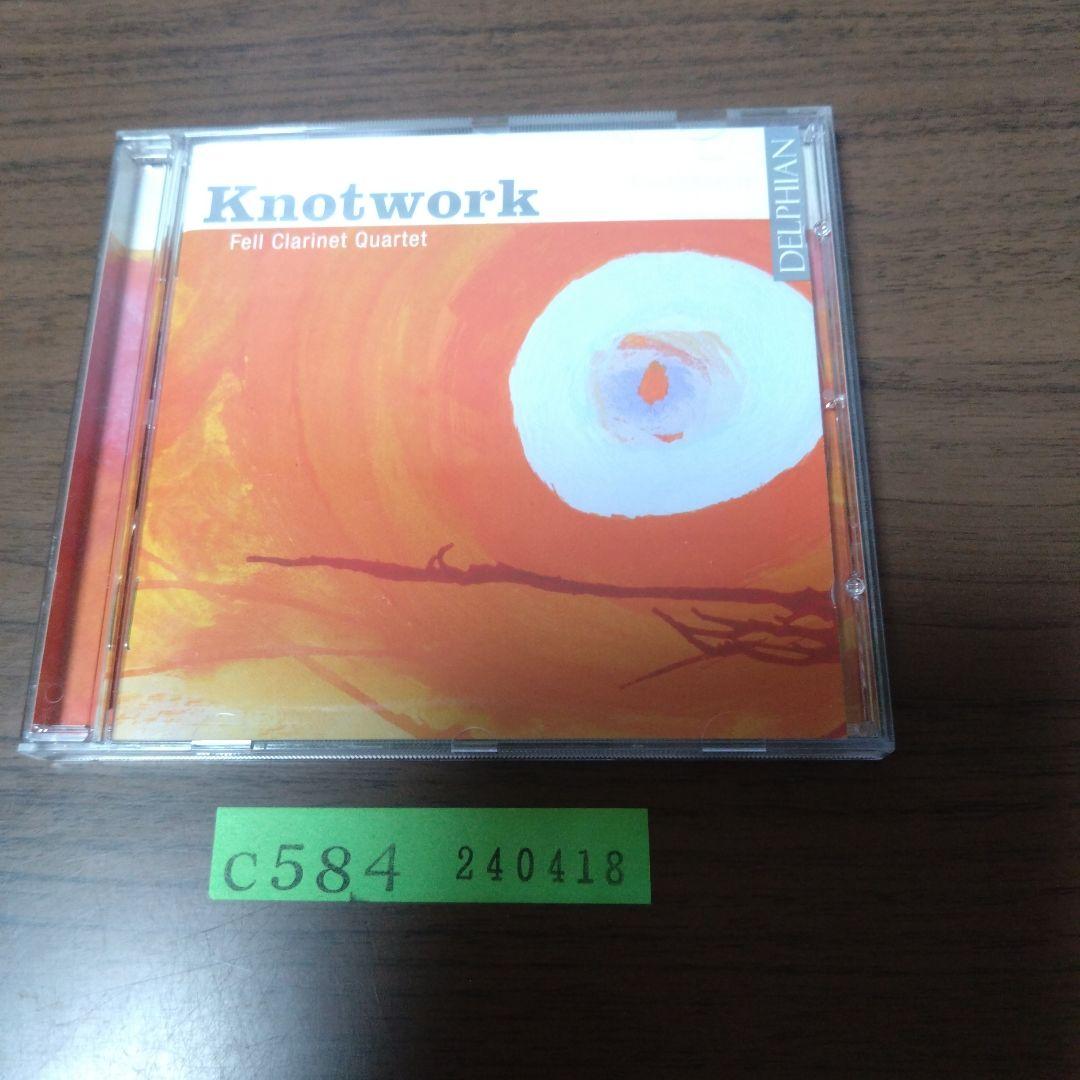 Knotwork
Fell Clarinet Quartet
DELPHIAN
C584 240418